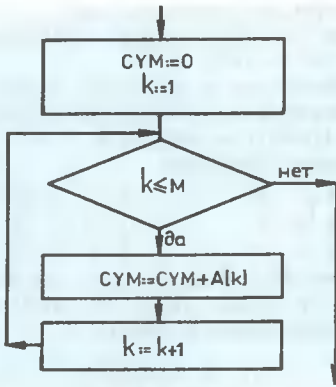 СУМ:=0
k:=1
k≤M
нет
да
СУМ:=СУМ+A[k]
k:=k+1